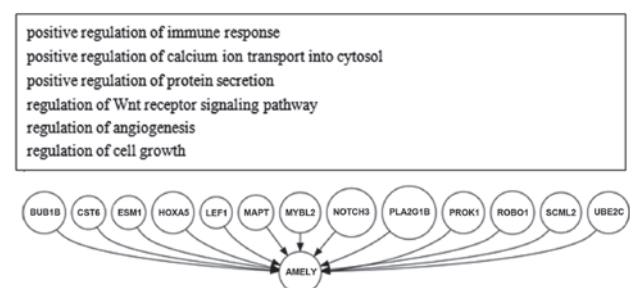 positive regulation of immune response
positive regulation of calcium ion transport into cytosol
positive regulation of protein secretion
regulation of Wnt receptor signaling pathway
regulation of angiogenesis
regulation of cell growth
BUB1B CST6 ESM1 HOXA5 LEF1 MAPT MYBL2 NOTCH3 PLA2G1B PROK1 ROBO1 SCML2 UBE2C
AMELY